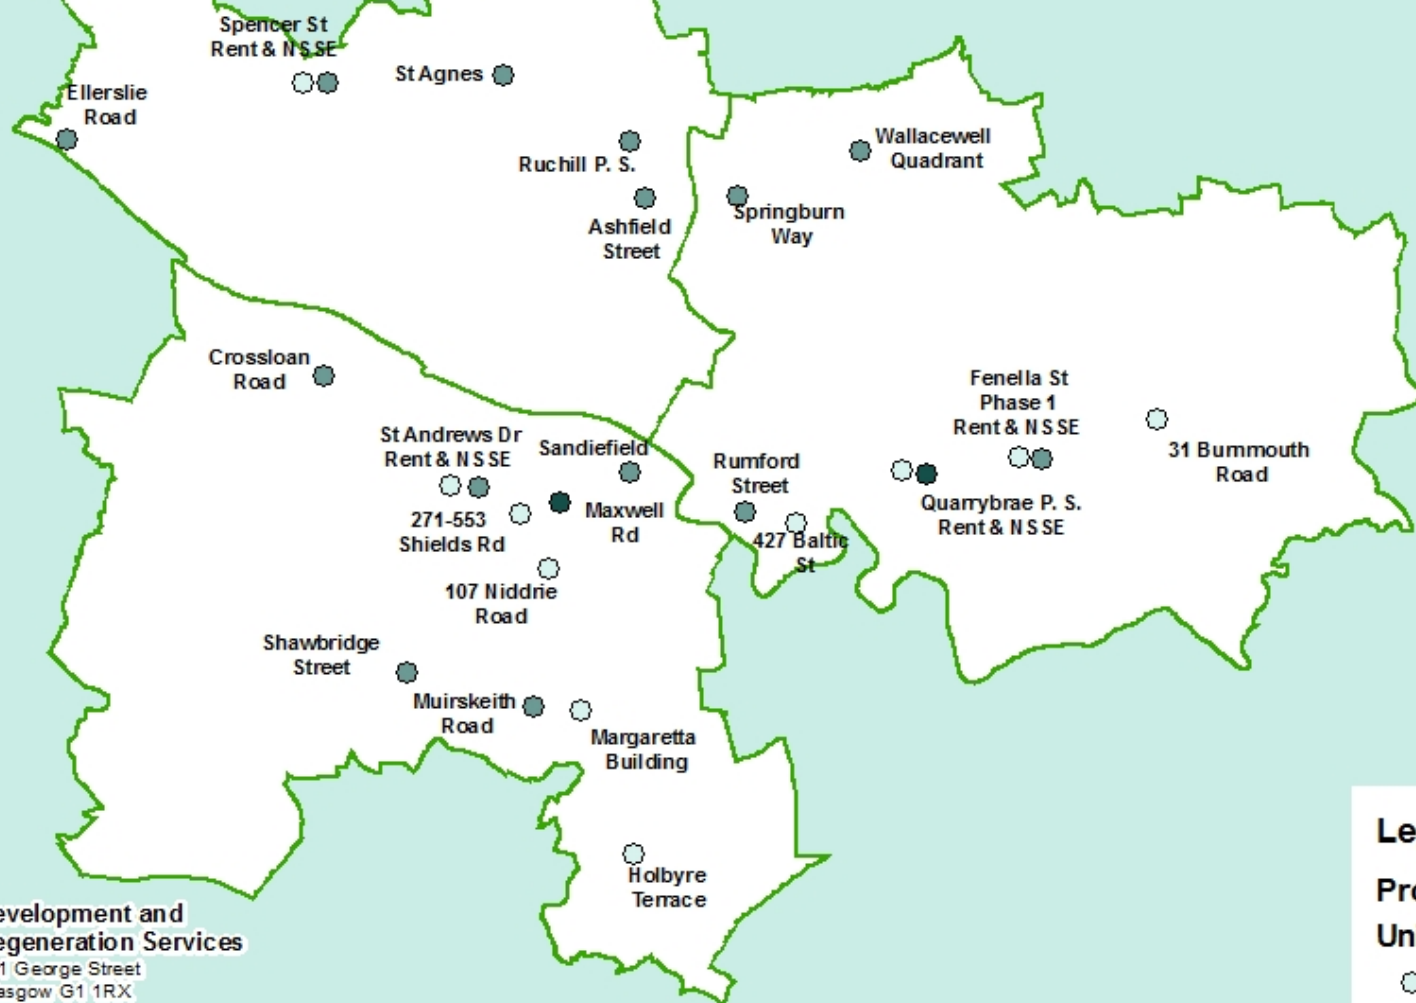 Spencer St
Rent & NSSE
St Agnes
Ellerslie
Road
Ruchill P. S.
Ashfield
Street
Wallacewell
Quadrant
Springburn
Way
Crossloan
Road
St Andrews Dr
Rent & NSSE
Sandiefield
271-553
Shields Rd
Maxwell
Rd
107 Niddrie
Road
Rumford
Street
427 Baltic
St
Fenella St
Phase 1
Rent & NSSE
Quarrybrae P. S.
Rent & NSSE
31 Burnmouth
Road
Shawbridge
Street
Muirskeith
Road
Margaretta
Building
Holbyre
Terrace
evelopment and
egeneration Services
1 George Street
asgow G1 1RX
Le
Pro
Un